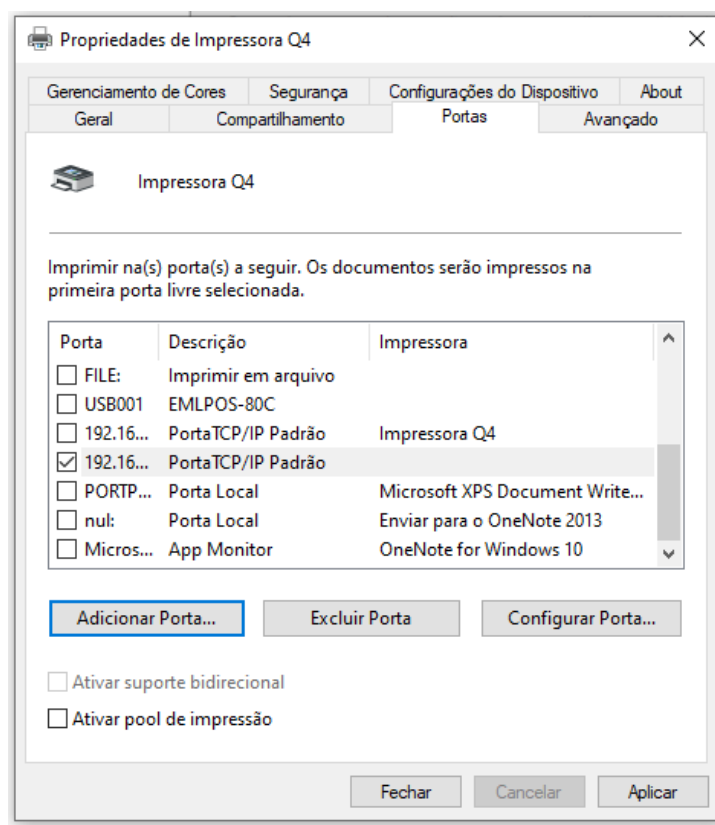 Propriedades de Impressora Q4
Gerenciamento de Cores Segurança Configurações do Dispositivo About
Geral Compartilhamento Portas Avançado
Impressora Q4
Imprimir na(s) porta(s) a seguir. Os documentos serão impressos na
primeira porta livre selecionada.
Porta Descrição Impressora
FILE: Imprimir em arquivo
USB001 EMLPOS-80C
192.16... PortaTCP/IP Padrão Impressora Q4
192.16... PortaTCP/IP Padrão
PORTP... Porta Local Microsoft XPS Document Write...
nul: Porta Local Enviar para o OneNote 2013
Micros... App Monitor OneNote for Windows 10
Adicionar Porta... Excluir Porta Configurar Porta...
Ativar suporte bidirecional
Ativar pool de impressão
Fechar Cancelar Aplicar